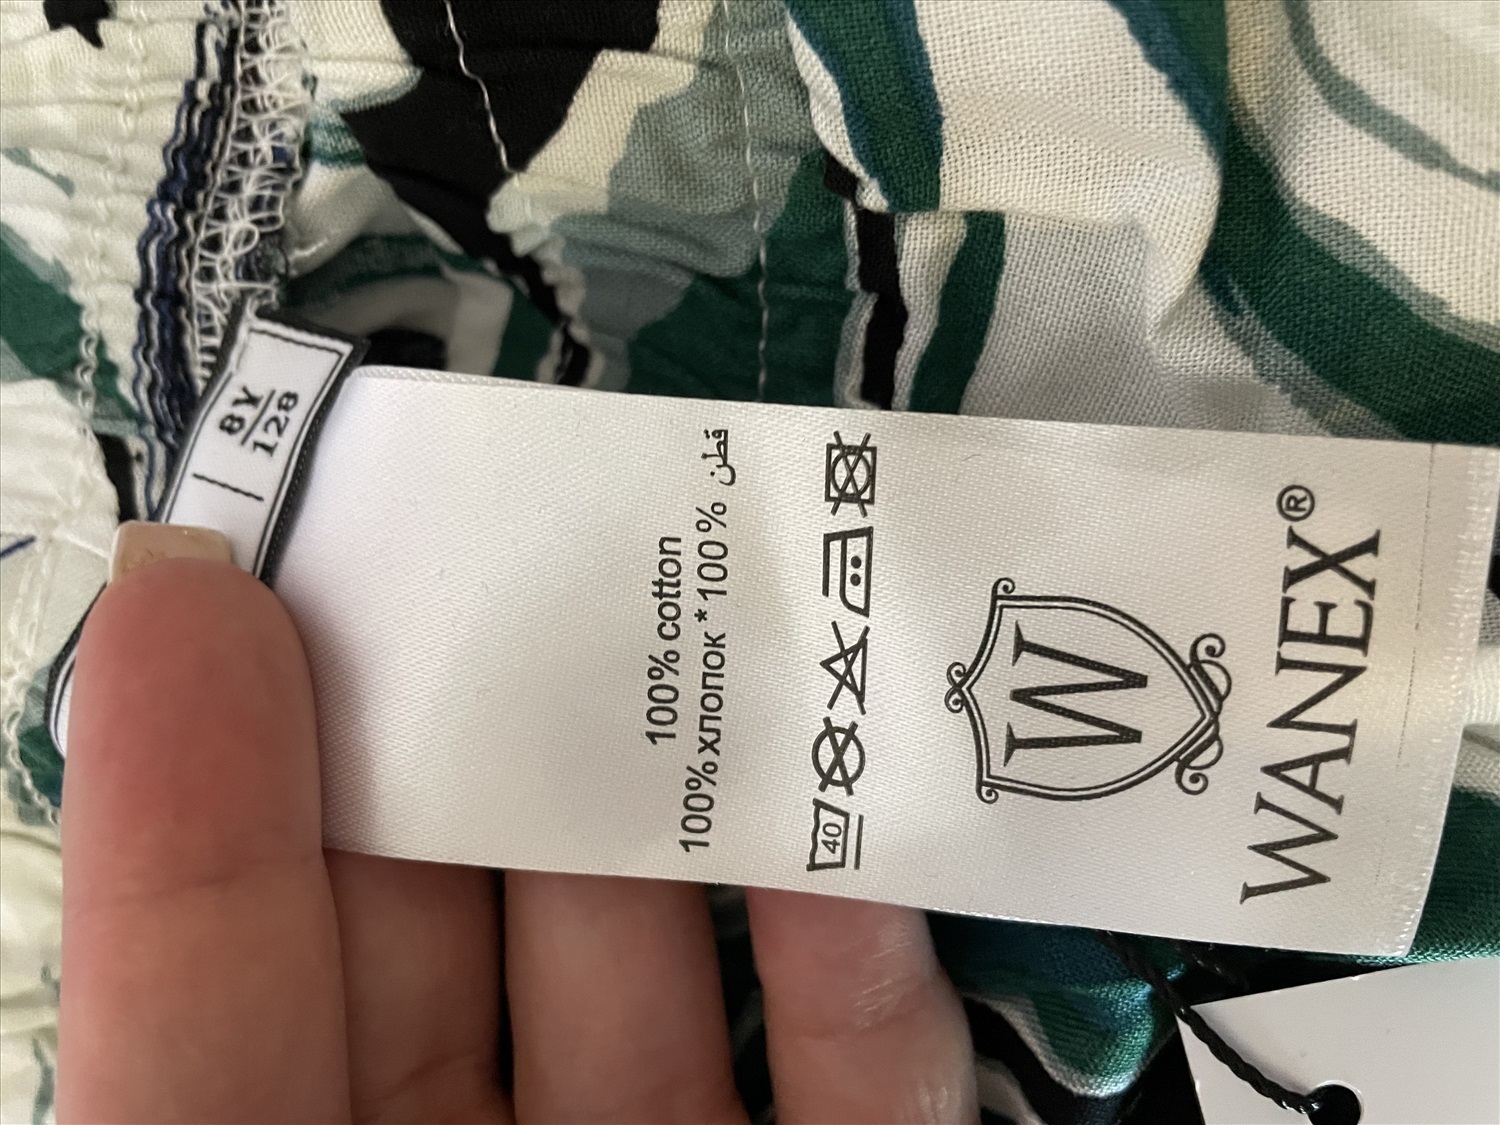 8Y
128
100% cotton
100% хлопок * 100% قطن
40
W
WANEX®